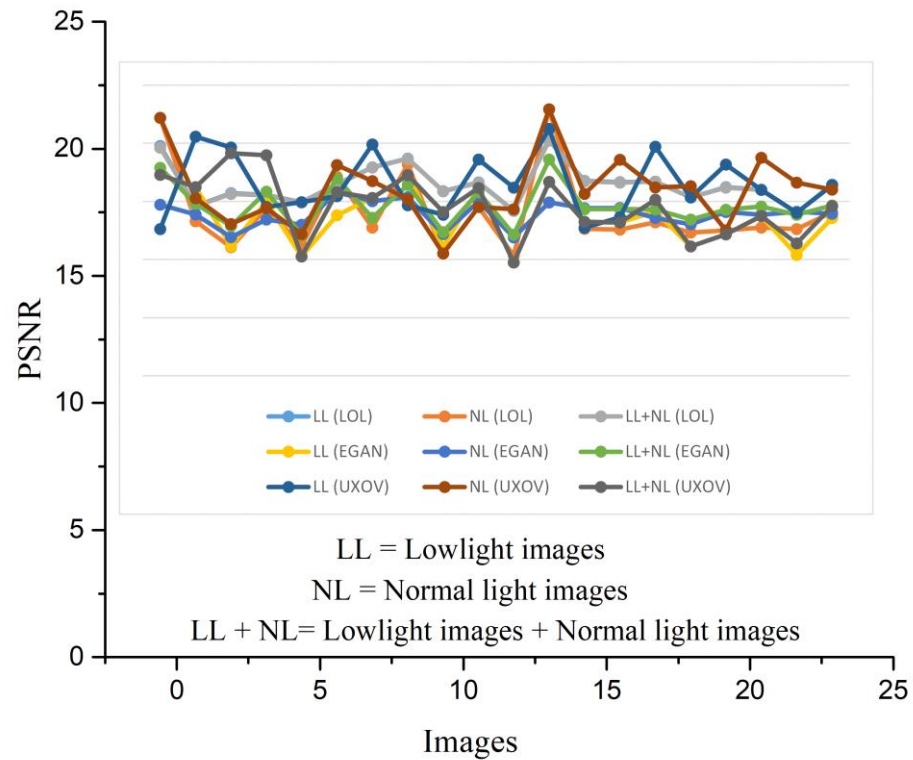 25
20
15
10
5
0
PSNR
LL (LOL) NL (LOL) LL+NL (LOL)
LL (EGAN) NL (EGAN) LL+NL (EGAN)
LL (UXOV) NL (UXOV) LL+NL (UXOV)
LL = Lowlight images
NL = Normal light images
LL + NL= Lowlight images + Normal light images
0 5 10 15 20 25
Images